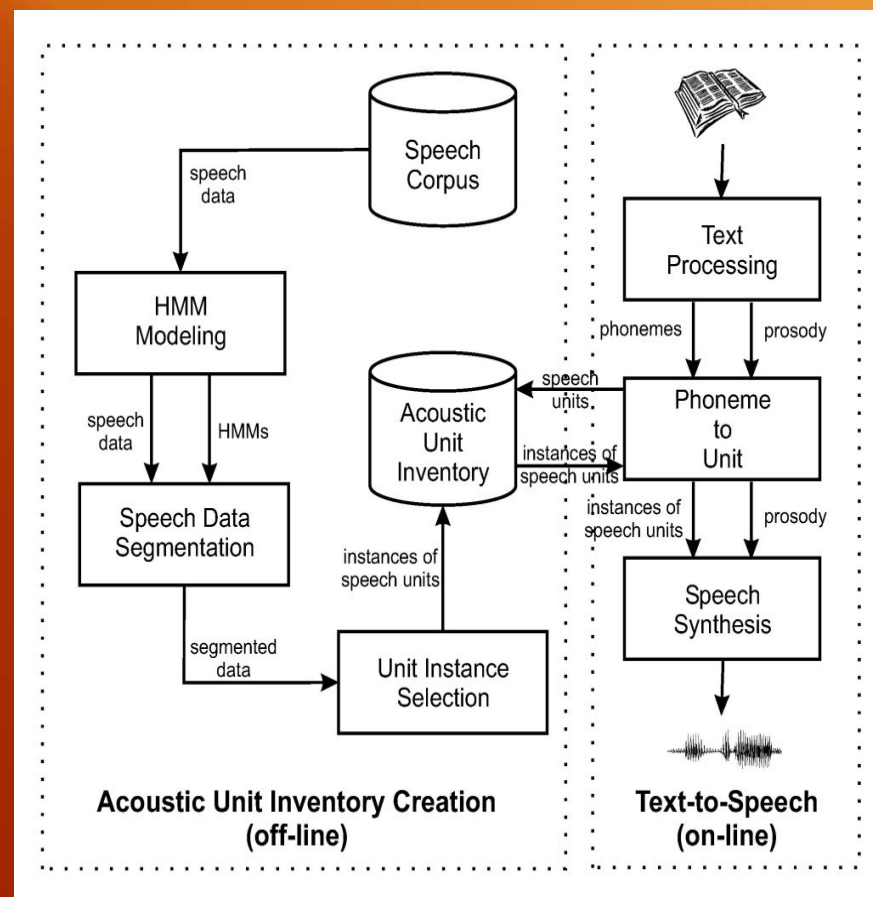 Speech
Corpus
speech
data
HMM
Modeling
speech
data
HMMs
Speech Data
Segmentation
segmented
data
Unit Instance
Selection
instances of
speech units
Acoustic
Unit
Inventory
Acoustic Unit Inventory Creation
(off-line)
Text
Processing
phonemes
prosody
speech
units
Phoneme
to
Unit
instances of
speech units
instances of
speech units
prosody
Speech
Synthesis
Text-to-Speech
(on-line)